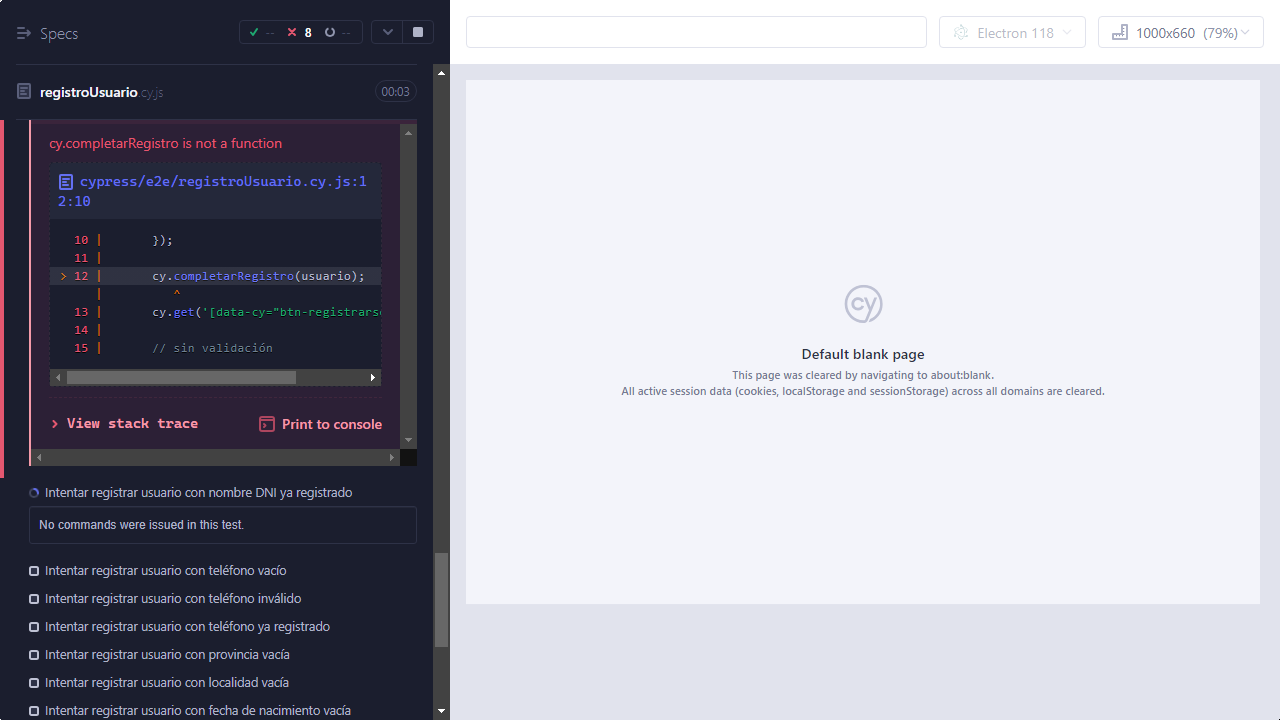 Specs
--
8
--
Electron 118
1000x660 (79%)
registroUsuario.cy.js
00:03
cy.completarRegistro is not a function
cypress/e2e/registroUsuario.cy.js:1
2:10
10 | });
11 |
> 12 | cy.completarRegistro(usuario);
| ^
13 | cy.get('[data-cy="btn-registrars
14 |
15 | // sin validación
View stack trace
Print to console
Intentar registrar usuario con nombre DNI ya registrado
No commands were issued in this test.
Intentar registrar usuario con teléfono vacío
Intentar registrar usuario con teléfono inválido
Intentar registrar usuario con teléfono ya registrado
Intentar registrar usuario con provincia vacía
Intentar registrar usuario con localidad vacía
Intentar registrar usuario con fecha de nacimiento vacía
cy
Default blank page
This page was cleared by navigating to about:blank.
All active session data (cookies, localStorage and sessionStorage) across all domains are cleared.